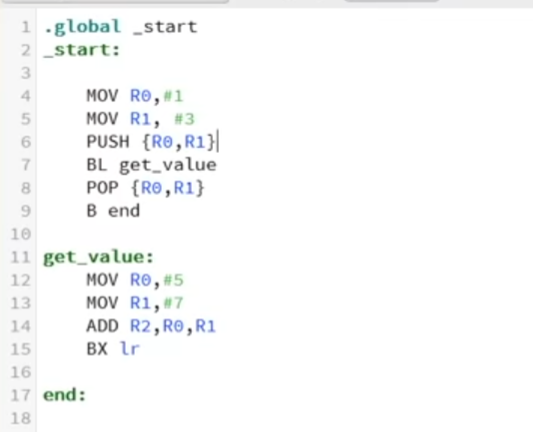 1 .global _start
2 _start:
3
4 MOV R0,#1
5 MOV R1, #3
6 PUSH {R0,R1}
7 BL get_value
8 POP {R0,R1}
9 B end
10
11 get_value:
12 MOV R0,#5
13 MOV R1,#7
14 ADD R2,R0,R1
15 BX lr
16
17 end:
18